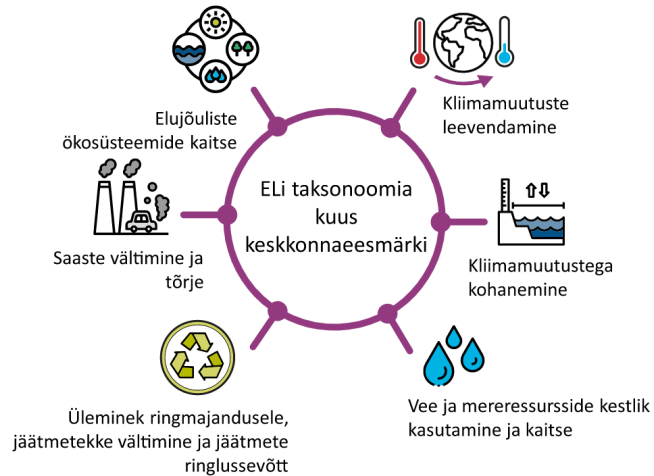 ELi taksonoomia
kuus
keskkonnaeesmärki
Kliimamuutuste
leevendamine
Kliimamuutustega
kohanemine
Vee ja mereressursside kestlik
kasutamine ja kaitse
Üleminek ringmajandusele,
jäätmetekke vältimine ja jäätmete
ringlussevõtt
Saaste vältimine ja
tõrje
Elujõuliste
ökosüsteemide kaitse